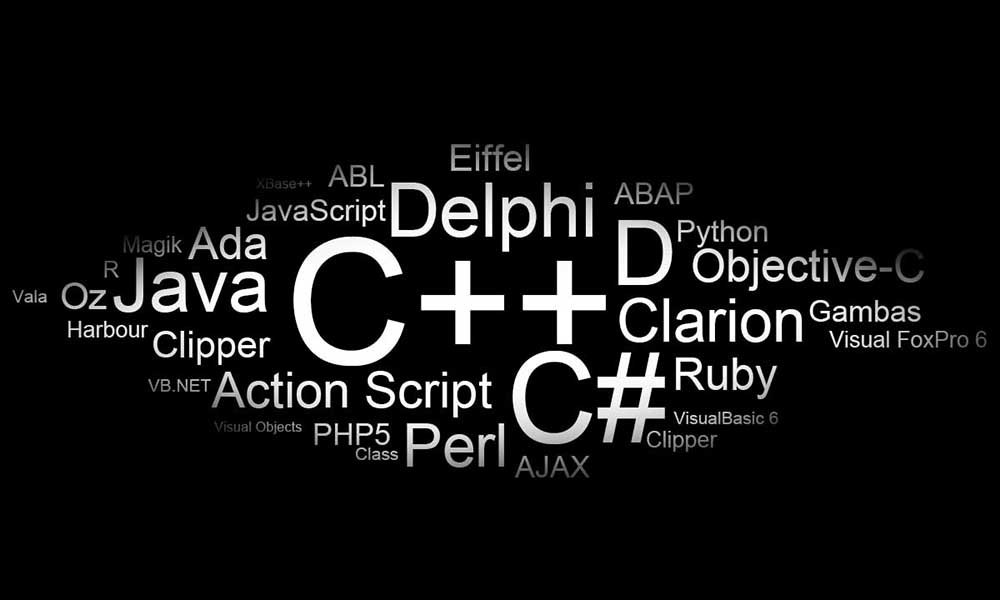 Eiffel
XBase++ ABL
JavaScript Delphi ABAP
Magik Ada D Python
R Java C++ Objective-C
Vala Oz Clarion Gambas
Harbour Clipper Visual FoxPro 6
VB.NET Action Script C# Ruby
Visual Objects PHP5 VisualBasic 6
Class Perl Clipper
AJAX